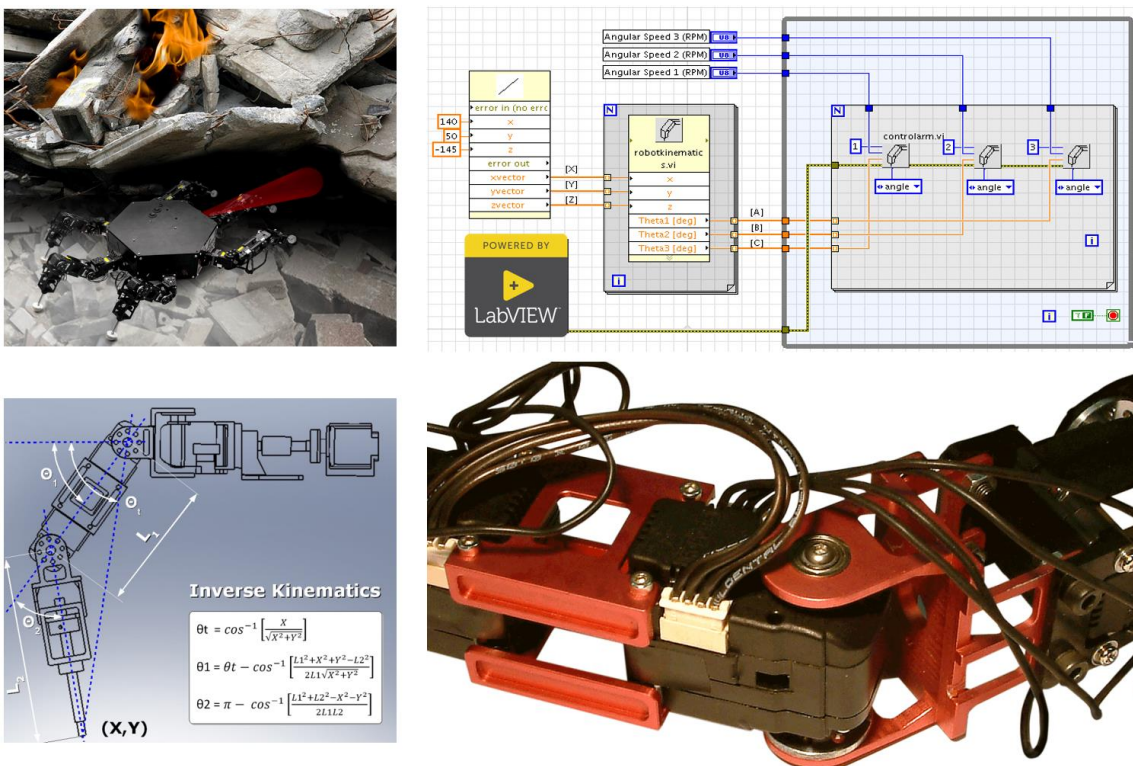 Angular Speed 3 (RPM)
U8
Angular Speed 2 (RPM)
U8
Angular Speed 1 (RPM)
U8
error in (no errc
140
x
50
y
-145
z
error out
xvector
yvector
zvector
[X]
[Y]
[Z]
N
robotkinematic
s.vi
x
y
z
Theta1 [deg]
Theta2 [deg]
Theta3 [deg]
i
[A]
[B]
[C]
N
controlarm.vi
1
2
3
angle
angle
angle
i
i
T F
POWERED BY
LabVIEW™
Θ1
Θt
L1
Θ2
L2
(X,Y)
Inverse Kinematics
θt = cos⁻¹ [X / √X²+Y²]
θ1 = θt − cos⁻¹ [L1²+X²+Y²−L2² / 2L1√X²+Y²]
θ2 = π − cos⁻¹ [L1²+L2²−X²−Y² / 2L1L2]